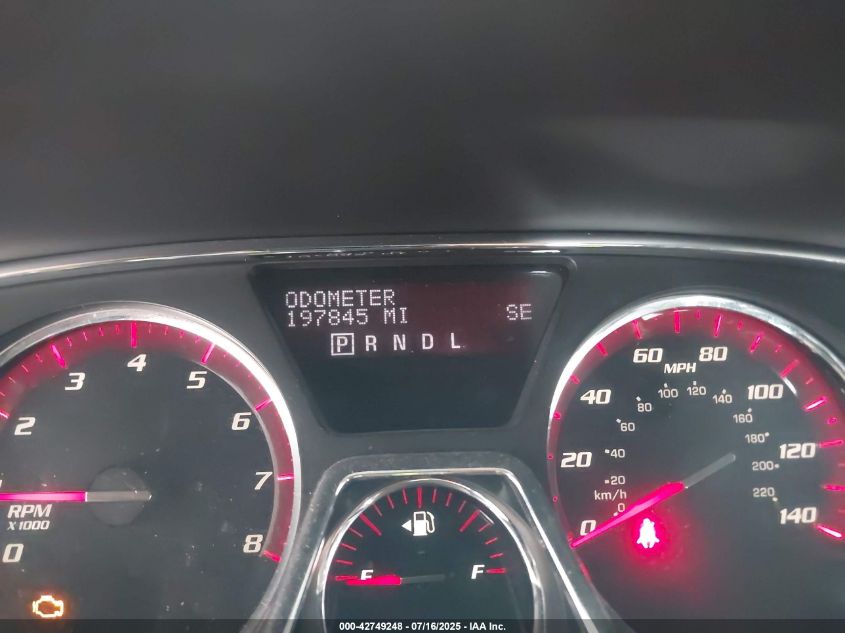 ODOMETER
197845 MI SE
P R N D L
2 3 4 5 6 7 8
RPM
X1000
0
0 20 40 60 80 100 120 140
MPH
km/h
0 20 40 60 80 100 120 140 160 180 200 220
E F
000-42749248 - 07/16/2025 - IAA Inc.